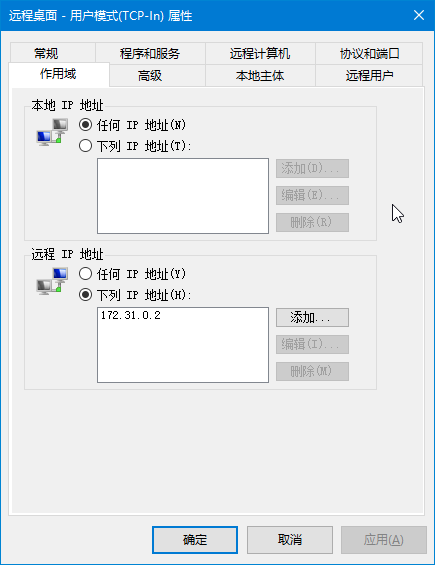 远程桌面 - 用户模式(TCP-In) 属性
常规 程序和服务 远程计算机 协议和端口
作用域 高级 本地主体 远程用户
本地 IP 地址
任何 IP 地址(N)
下列 IP 地址(T):
添加(D)...
编辑(E)...
删除(R)
远程 IP 地址
任何 IP 地址(Y)
下列 IP 地址(H):
172.31.0.2
添加...
编辑(I)...
删除(M)
确定 取消 应用(A)